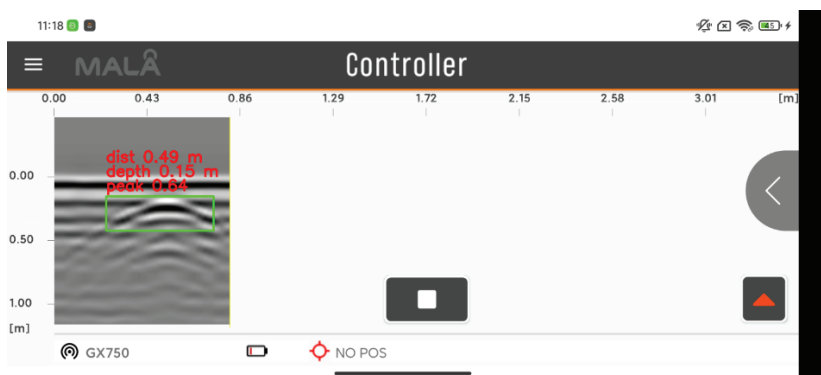 11:18
45
MALÅ Controller
0.00 0.43 0.86 1.29 1.72 2.15 2.58 3.01 [m]
dist 0.49 m
depth 0.15 m
peak 0.64
0.00
0.50
1.00
[m]
GX750 NO POS